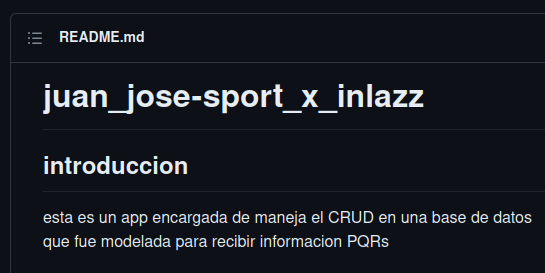 README.md
juan_jose-sport_x_inlazz
introduccion
esta es un app encargada de maneja el CRUD en una base de datos
que fue modelada para recibir informacion PQRs